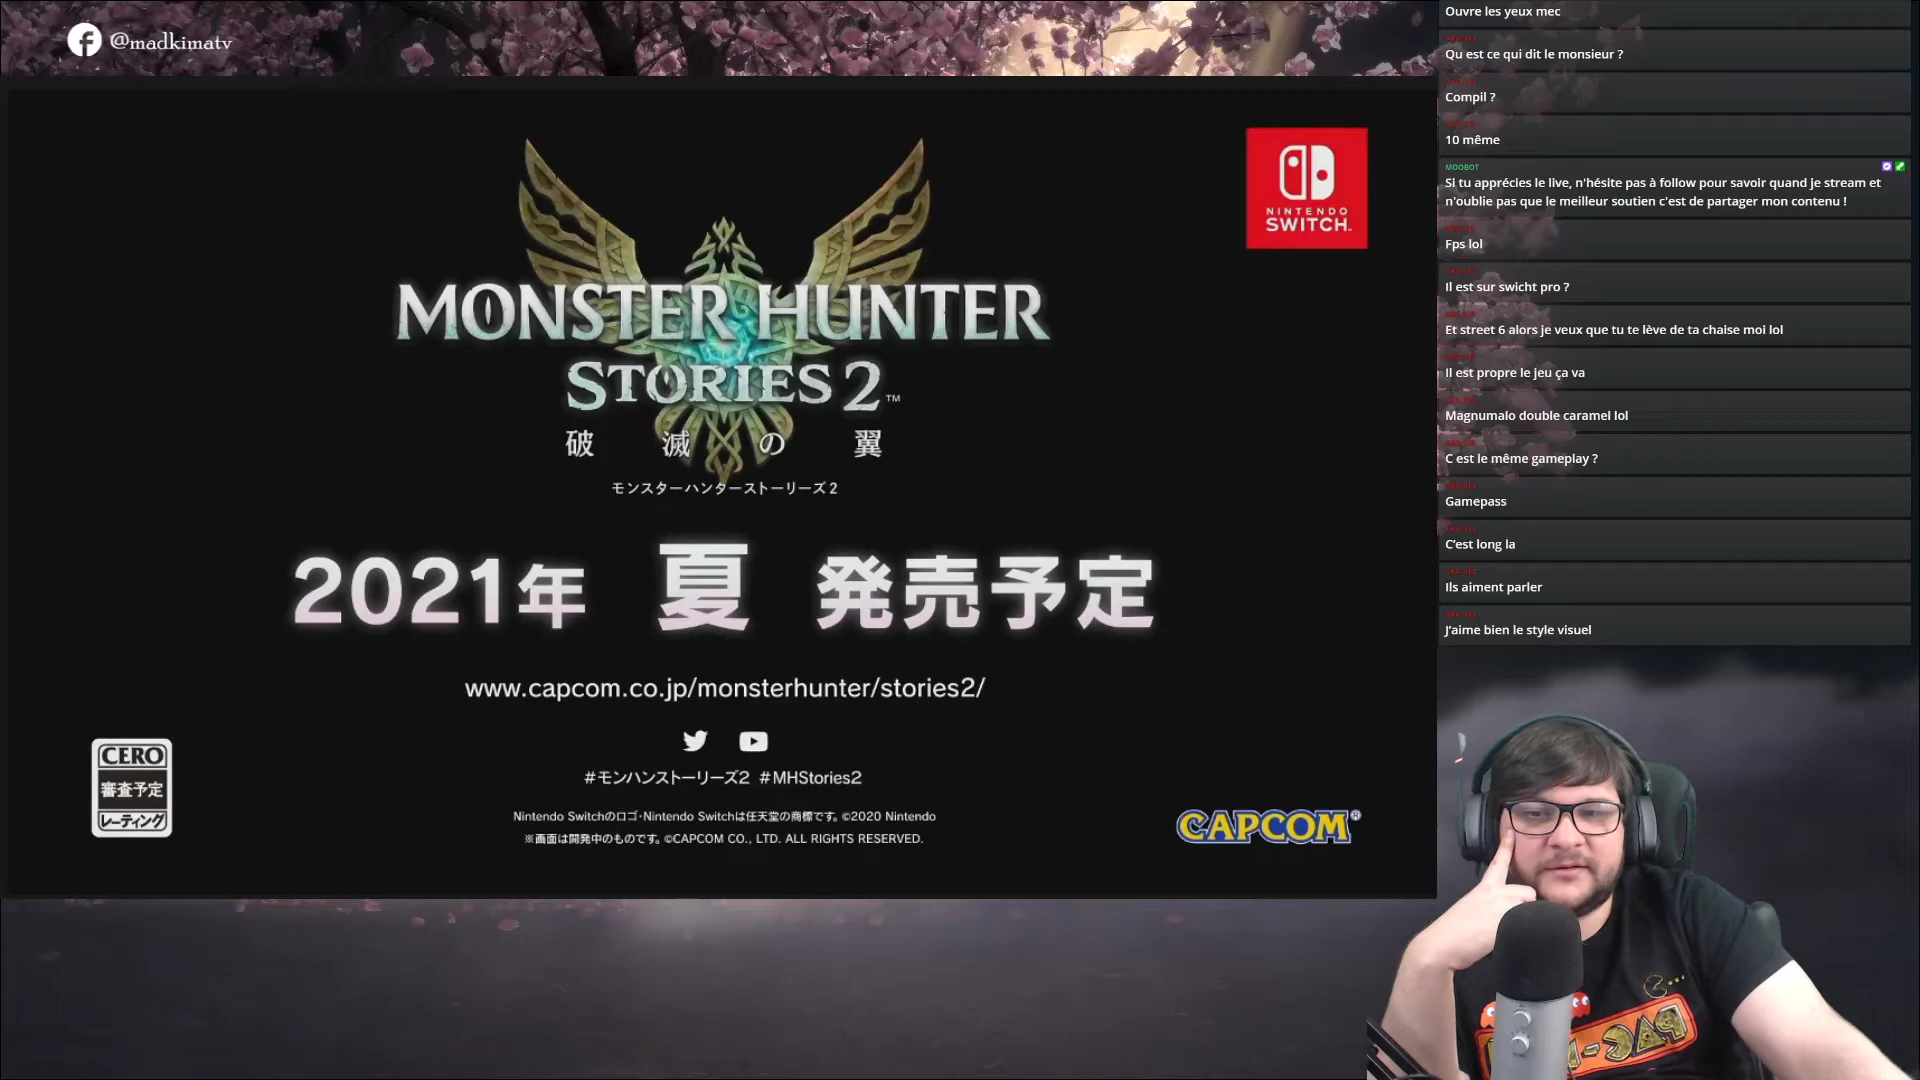 @madkimatv
NINTENDO
SWITCH™
MONSTER HUNTER
STORIES 2™
破滅の翼
モンスターハンターストーリーズ2
2021年 夏 発売予定
www.capcom.co.jp/monsterhunter/stories2/
#モンハンストーリーズ2 #MHStories2
CERO
審査予定
レーティング
Nintendo Switchのロゴ・Nintendo Switchは任天堂の商標です。 ©2020 Nintendo
※画面は開発中のものです。 ©CAPCOM CO., LTD. ALL RIGHTS RESERVED.
CAPCOM®
Ouvre les yeux mec
Qu est ce qui dit le monsieur ?
Compil ?
10 même
MOOBOT
Si tu apprécies le live, n'hésite pas à follow pour savoir quand je stream et
n'oublie pas que le meilleur soutien c'est de partager mon contenu !
Fps lol
Il est sur swicht pro ?
Et street 6 alors je veux que tu te lève de ta chaise moi lol
Il est propre le jeu ça va
Magnumalo double caramel lol
C est le même gameplay ?
Gamepass
C'est long la
Ils aiment parler
J'aime bien le style visuel
PAC-